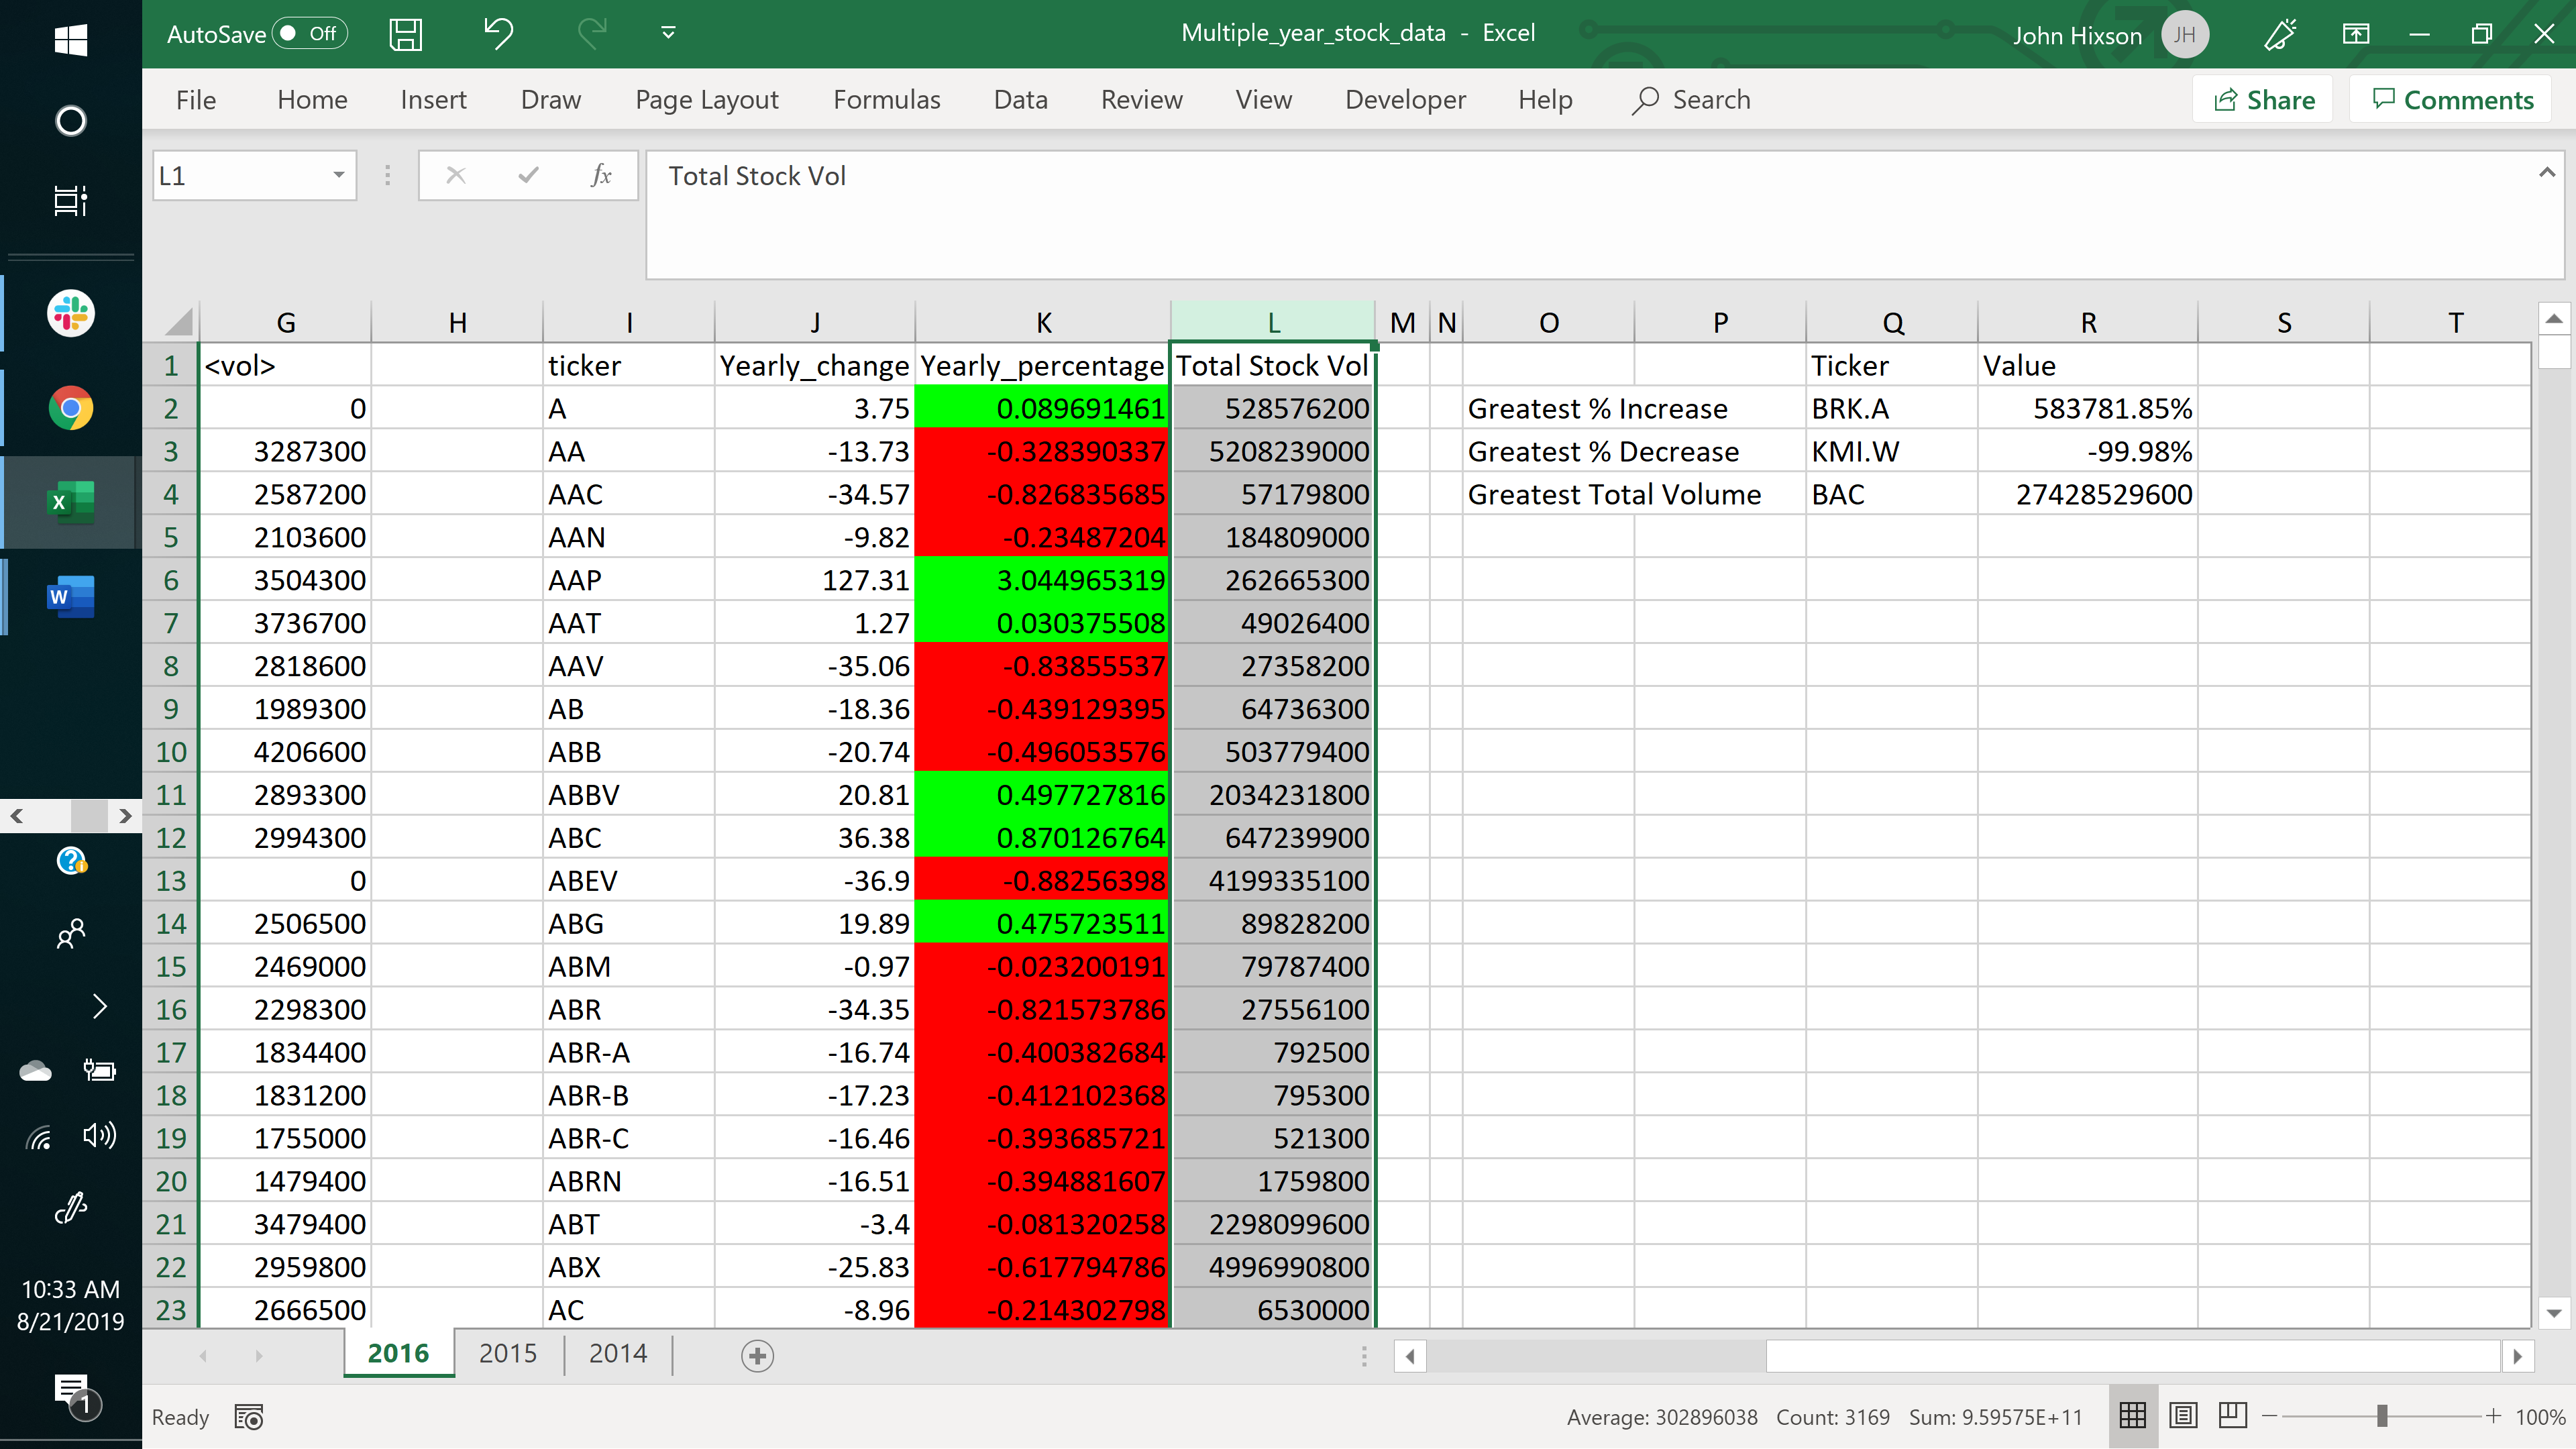 AutoSave Off Multiple_year_stock_data - Excel John Hixson JH
File Home Insert Draw Page Layout Formulas Data Review View Developer Help Search Share Comments
L1 fx Total Stock Vol
G H I J K L M N O P Q R S T
1 <vol> ticker Yearly_change Yearly_percentage Total Stock Vol Ticker Value
2 0 A 3.75 0.089691461 528576200 Greatest % Increase BRK.A 583781.85%
3 3287300 AA -13.73 -0.328390337 5208239000 Greatest % Decrease KMI.W -99.98%
4 2587200 AAC -34.57 -0.826835685 57179800 Greatest Total Volume BAC 27428529600
5 2103600 AAN -9.82 -0.23487204 184809000
6 3504300 AAP 127.31 3.044965319 262665300
7 3736700 AAT 1.27 0.030375508 49026400
8 2818600 AAV -35.06 -0.83855537 27358200
9 1989300 AB -18.36 -0.439129395 64736300
10 4206600 ABB -20.74 -0.496053576 503779400
11 2893300 ABBV 20.81 0.497727816 2034231800
12 2994300 ABC 36.38 0.870126764 647239900
13 0 ABEV -36.9 -0.88256398 4199335100
14 2506500 ABG 19.89 0.475723511 89828200
15 2469000 ABM -0.97 -0.023200191 79787400
16 2298300 ABR -34.35 -0.821573786 27556100
17 1834400 ABR-A -16.74 -0.400382684 792500
18 1831200 ABR-B -17.23 -0.412102368 795300
19 1755000 ABR-C -16.46 -0.393685721 521300
20 1479400 ABRN -16.51 -0.394881607 1759800
21 3479400 ABT -3.4 -0.081320258 2298099600
22 2959800 ABX -25.83 -0.617794786 4996990800
23 2666500 AC -8.96 -0.214302798 6530000
2016 2015 2014
Ready Average: 302896038 Count: 3169 Sum: 9.59575E+11 100%
X
W
10:33 AM
8/21/2019
1